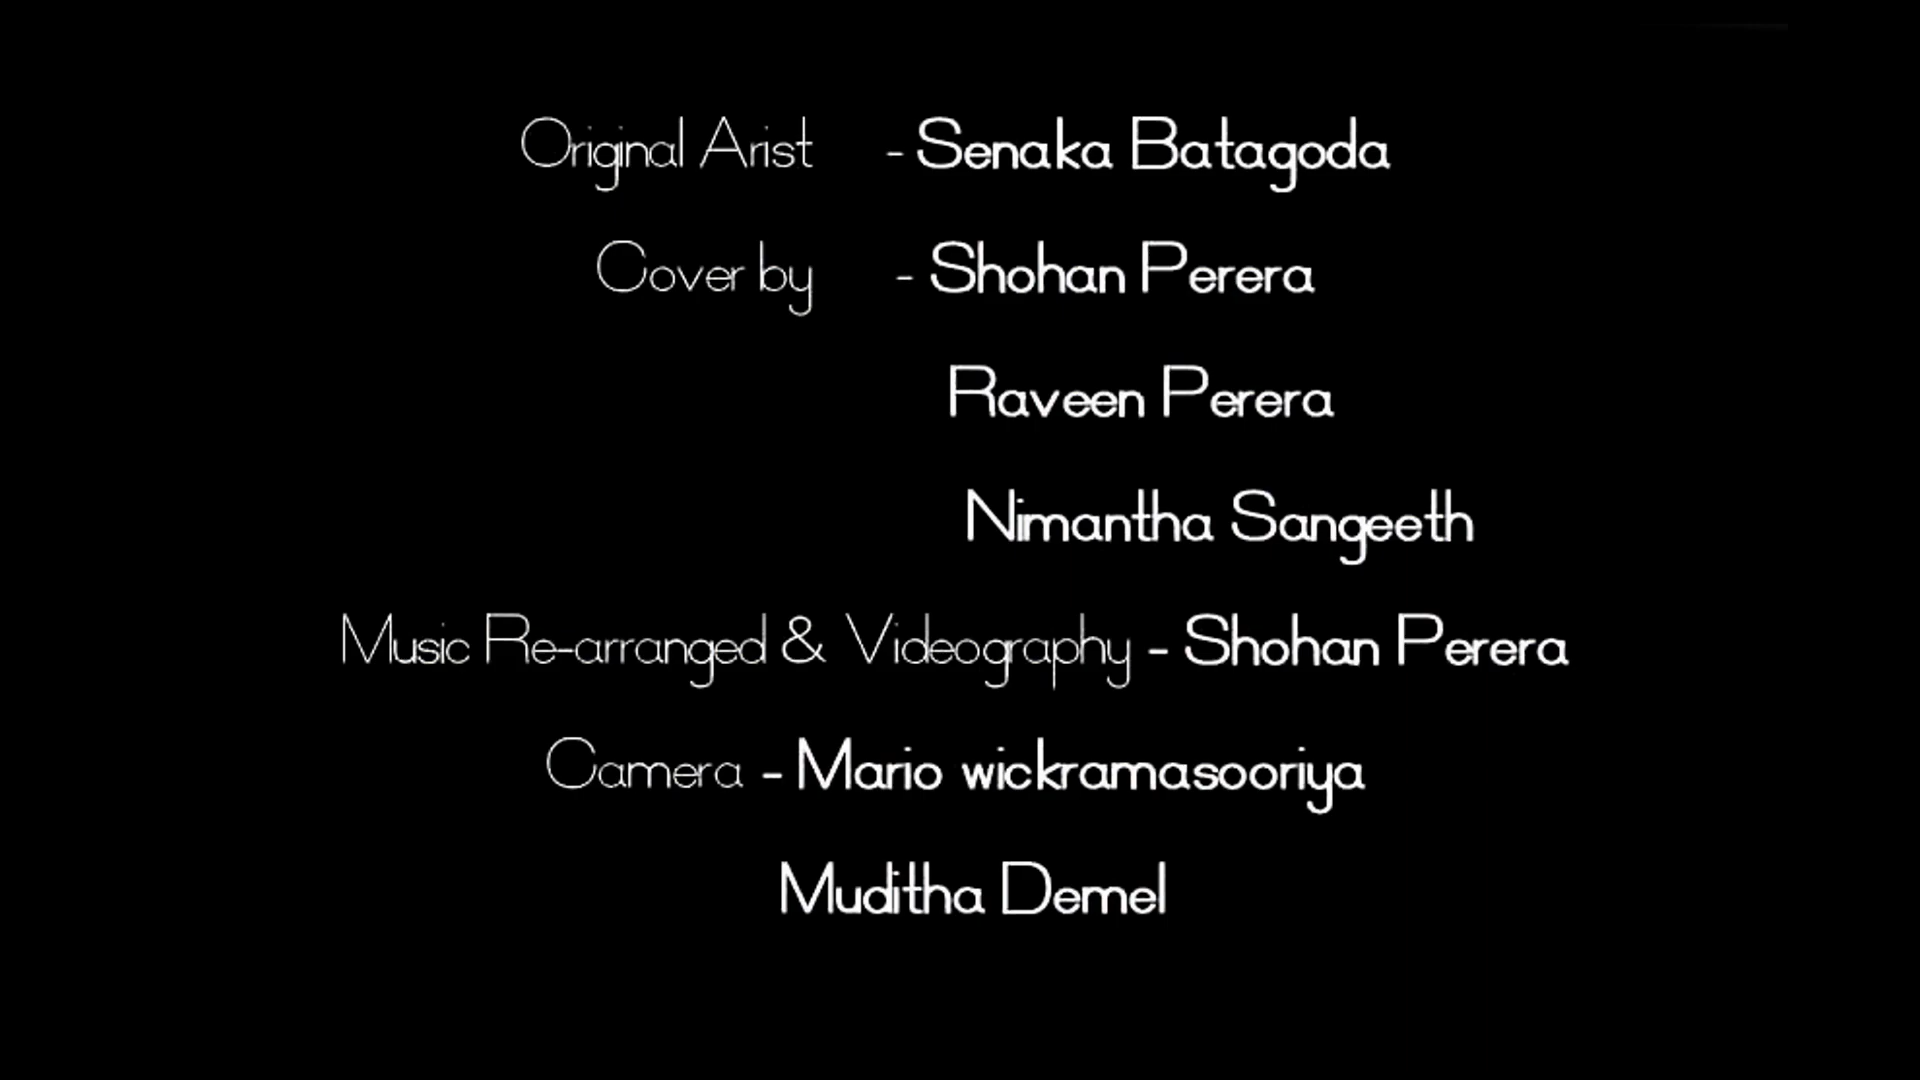 Original Arist - Senaka Batagoda
Cover by - Shohan Perera
Raveen Perera
Nimantha Sangeeth
Music Re-arranged & Videography - Shohan Perera
Camera - Mario wickramasooriya
Muditha Demel